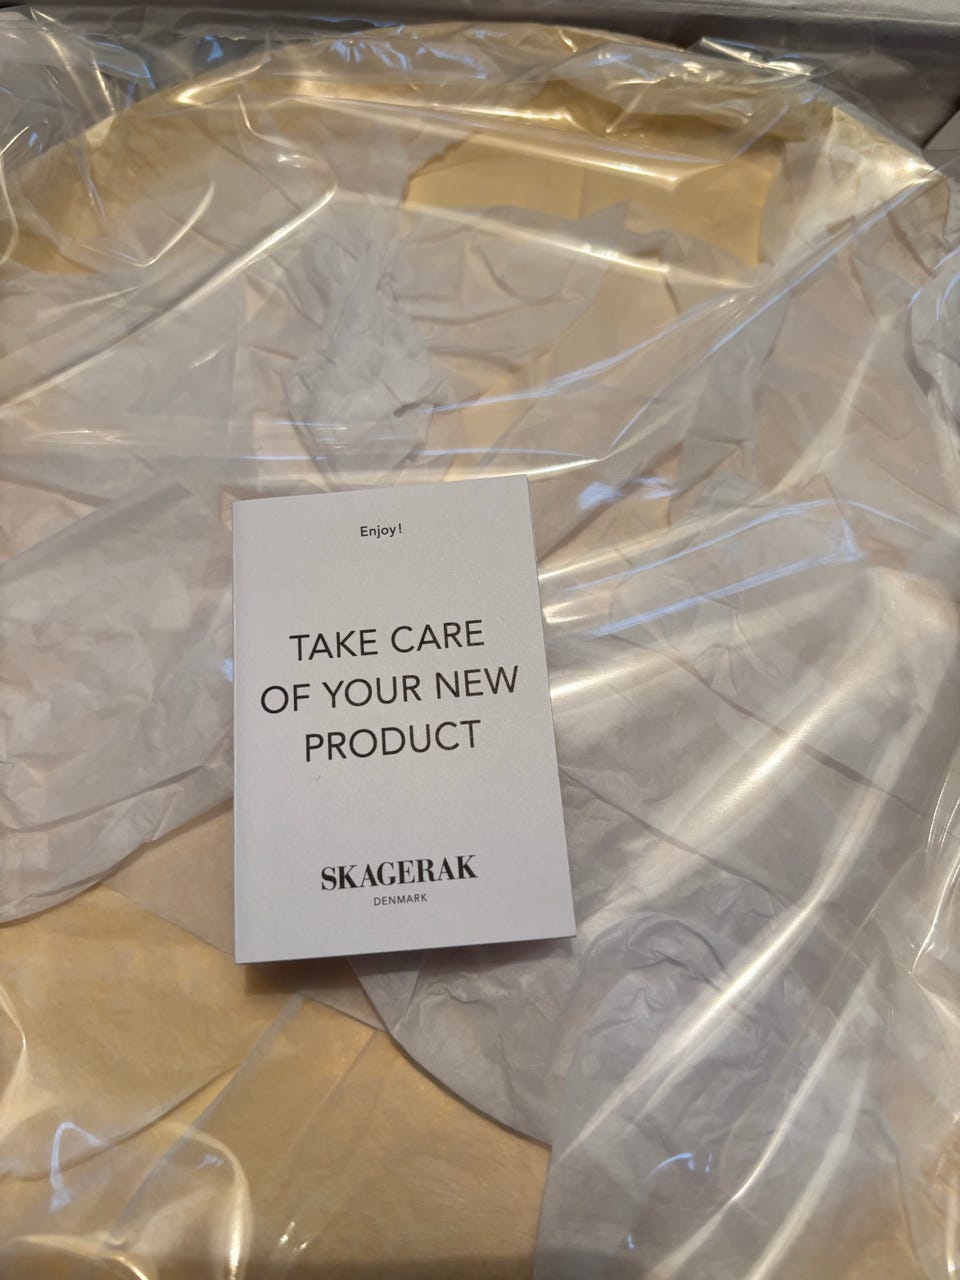 Enjoy!
TAKE CARE
OF YOUR NEW
PRODUCT
SKAGERAK
DENMARK